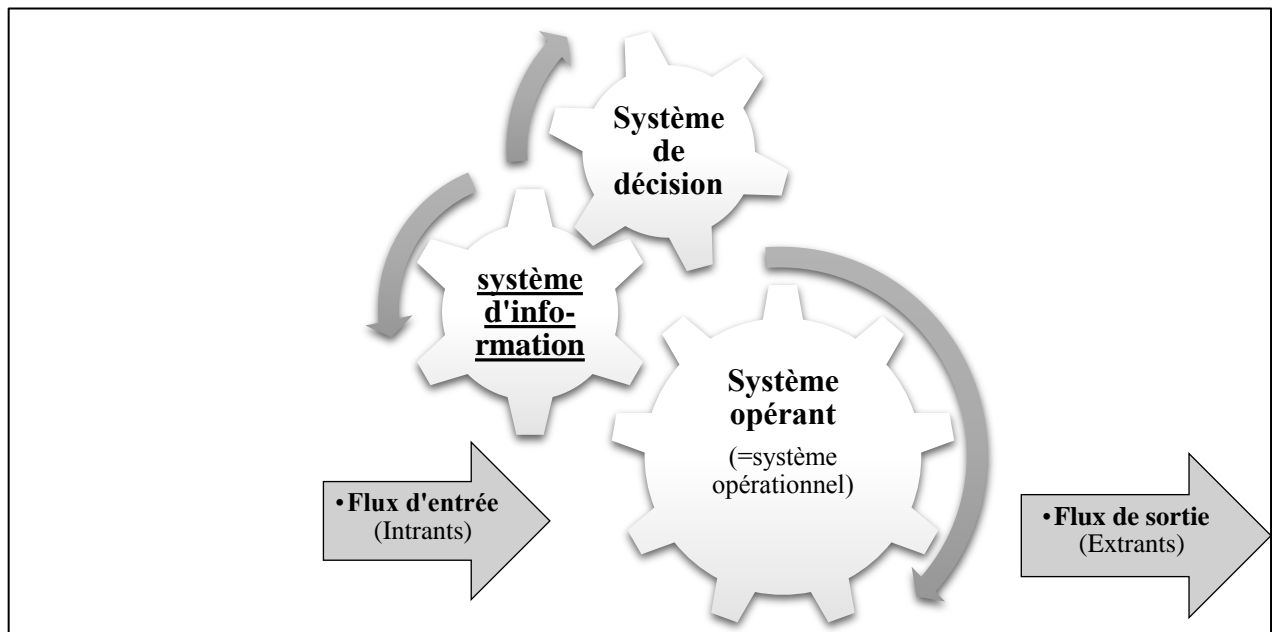 Système
de
décision
système
d'info-
rmation
Système
opérant
(=système
opérationnel)
•Flux d'entrée
(Intrants)
•Flux de sortie
(Extrants)